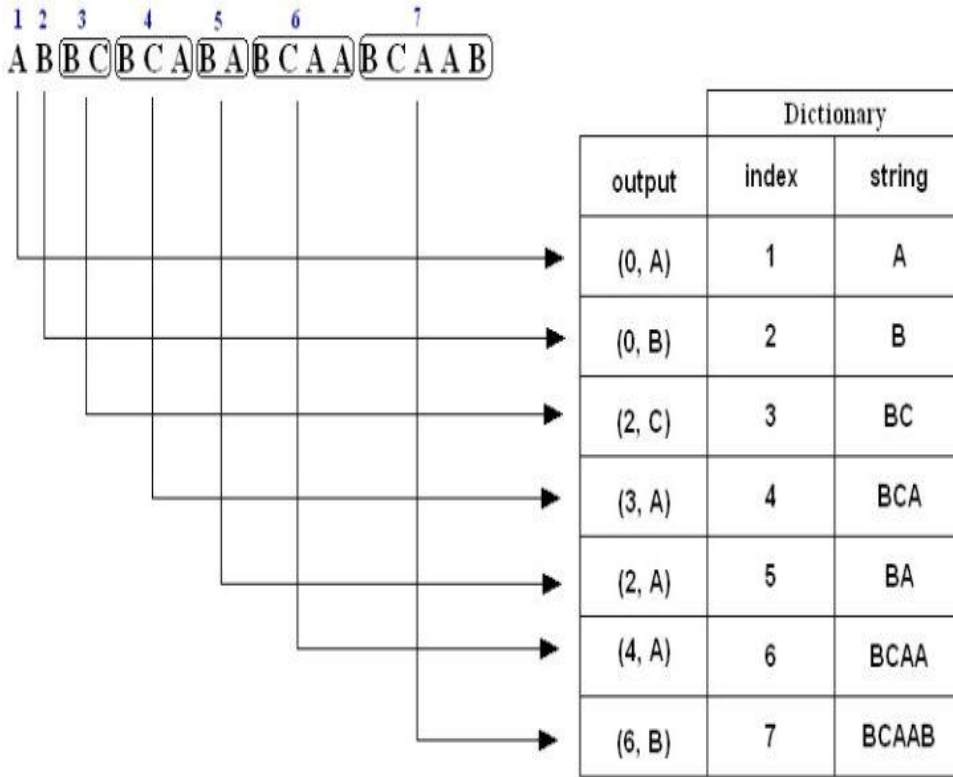 1 2 3 4 5 6 7
A B B C B C A B A B C A A B C A A B
Dictionary
output index string
(0, A) 1 A
(0, B) 2 B
(2, C) 3 BC
(3, A) 4 BCA
(2, A) 5 BA
(4, A) 6 BCAA
(6, B) 7 BCAAB